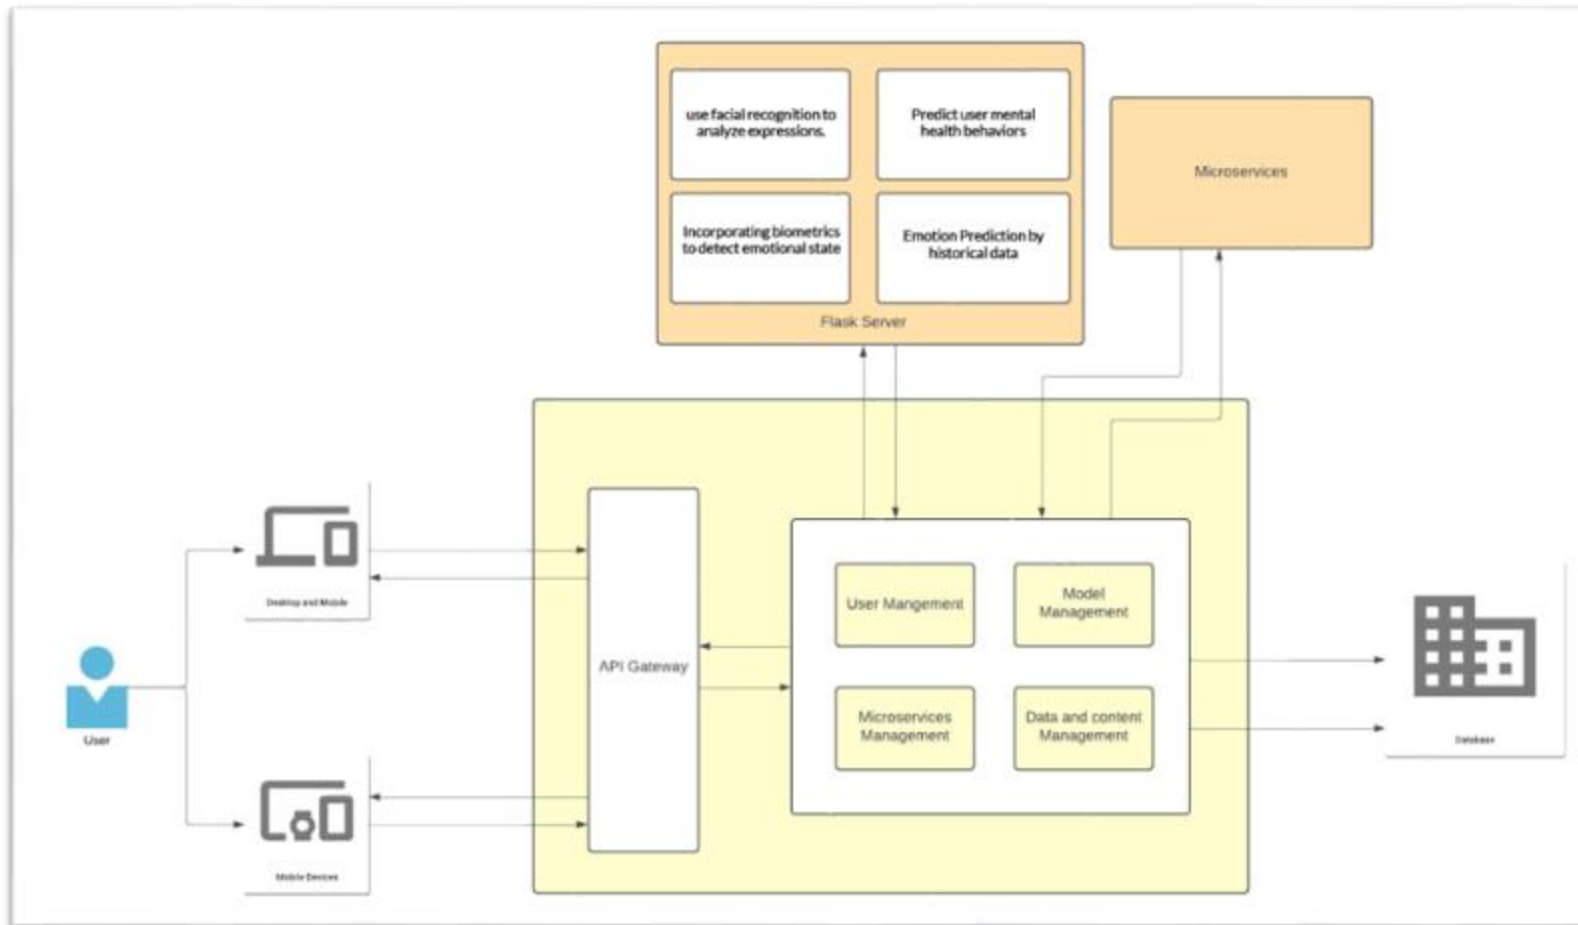 use facial recognition to
analyze expressions.
Predict user mental
health behaviors
Incorporating biometrics
to detect emotional state
Emotion Prediction by
historical data
Flask Server
Microservices
Desktop and Mobile
User
Mobile Devices
API Gateway
User Mangement
Model
Management
Microservices
Management
Data and content
Management
Database